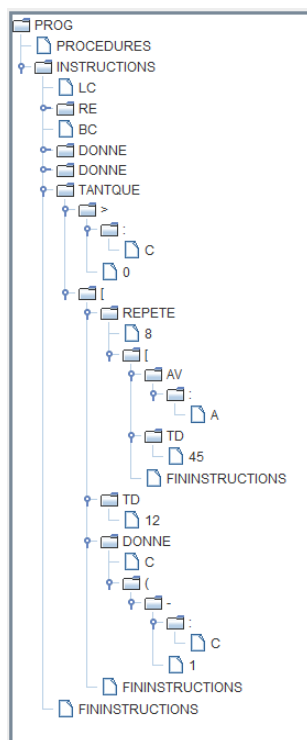 PROG
PROCEDURES
INSTRUCTIONS
LC
RE
BC
DONNE
DONNE
TANTQUE
>
:
C
0
[
REPETE
8
[
AV
:
A
TD
45
FININSTRUCTIONS
TD
12
DONNE
C
(
-
:
C
1
FININSTRUCTIONS
FININSTRUCTIONS